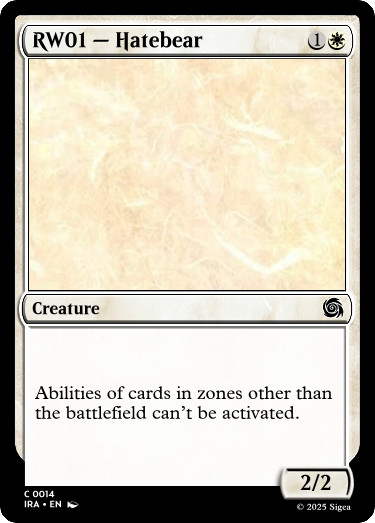 RW01 — Hatebear 1
Creature
Abilities of cards in zones other than
the battlefield can't be activated.
2/2
C 0014
IRA • EN
© 2025 Sigea